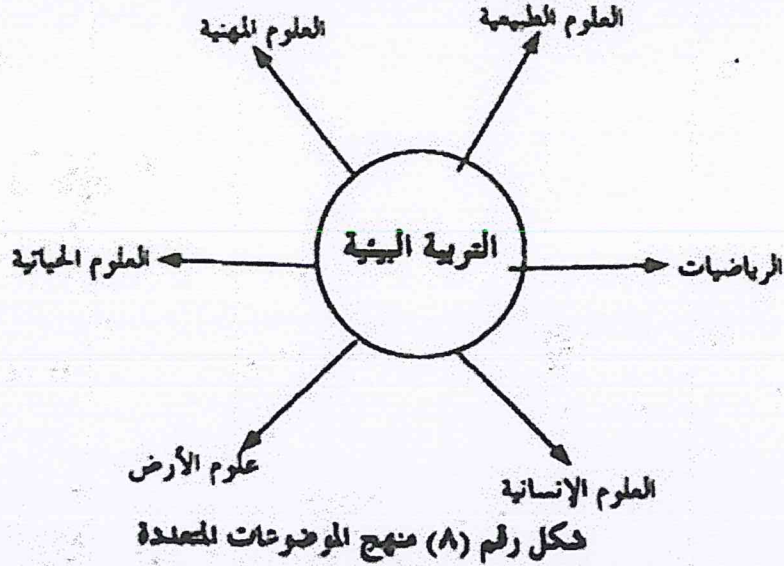 العلوم الطبيعية
العلوم المهنية
التربية البيئية
الرياضيات
العلوم الحياتية
علوم الأرض
العلوم الإنسانية
شكل رقم (٨) منهج الموضوعات المتعددة